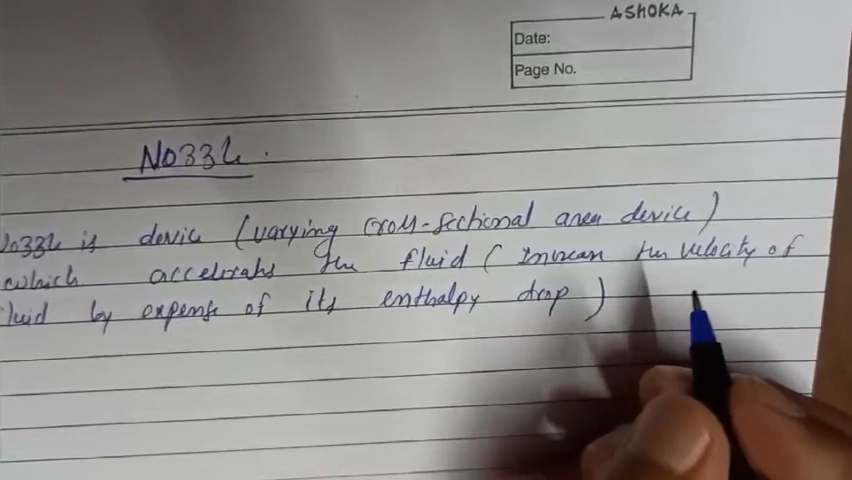 ASHOKA
Date:
Page No.
Nozzle.
Nozzle is device (varying cross-sectional area device)
which accelerates the fluid ( Increase the velocity of
fluid by expense of its enthalpy drop )